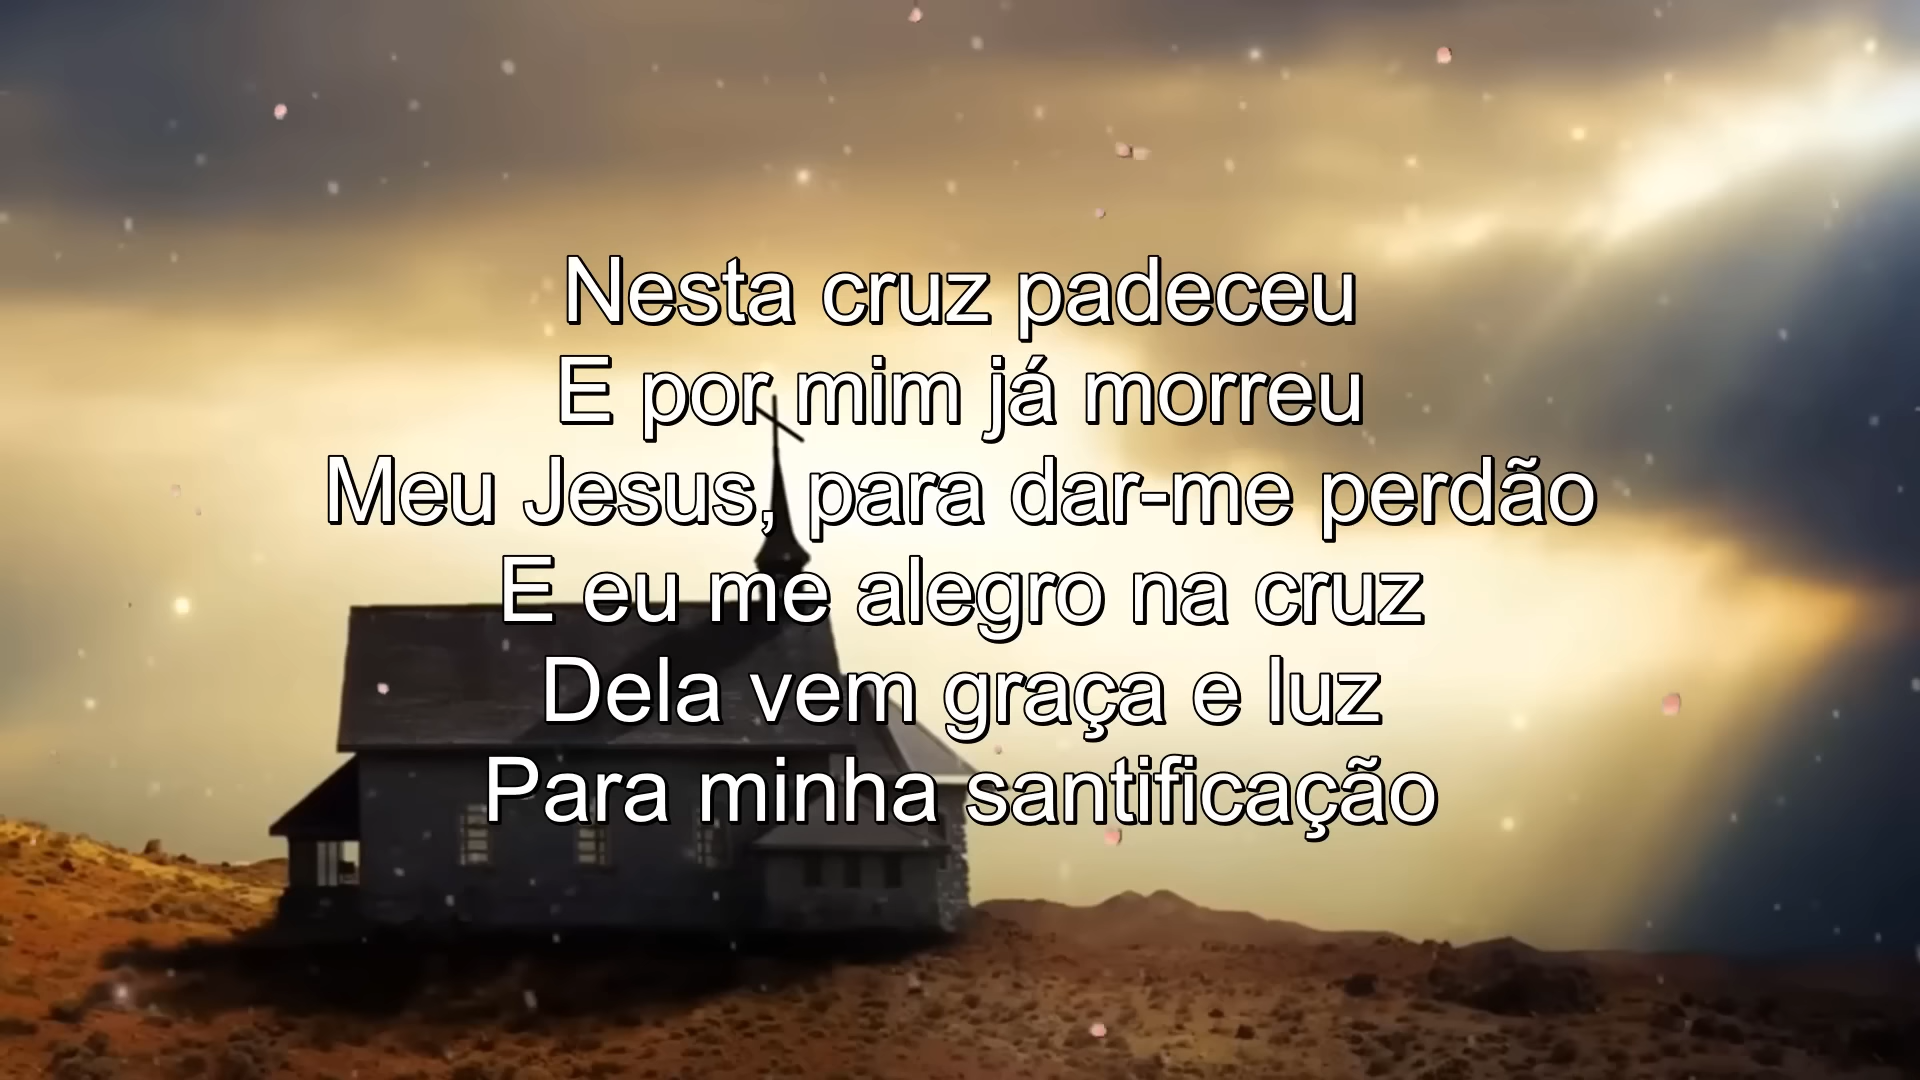 Nesta cruz padeceu
E por mim já morreu
Meu Jesus, para dar-me perdão
E eu me alegro na cruz
Dela vem graça e luz
Para minha santificação